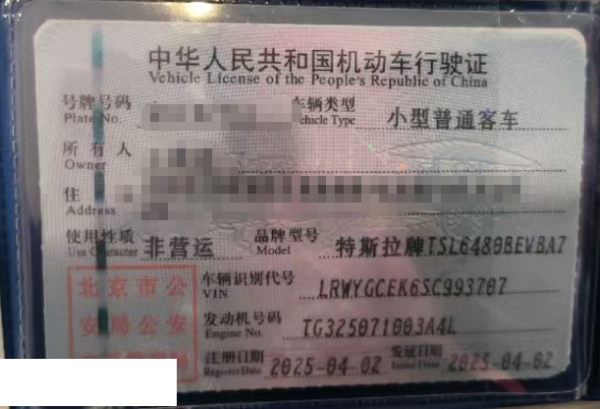 中华人民共和国机动车行驶证
Vehicle License of the People's Republic of China
号牌号码 车辆类型 小型普通客车
Plate No. Vehicle Type
所有人
Owner
住
Address
使用性质 非营运 品牌型号 特斯拉牌TSL6480BEVBA7
Use Character Model
北京市公 车辆识别代号 LRWYGCEK6SC993707
VIN
安局公安 发动机号码 TG325071003A4L
Engine No.
注册日期 2025-04-02 发证日期 2025-04-02
Register Date Issue Date